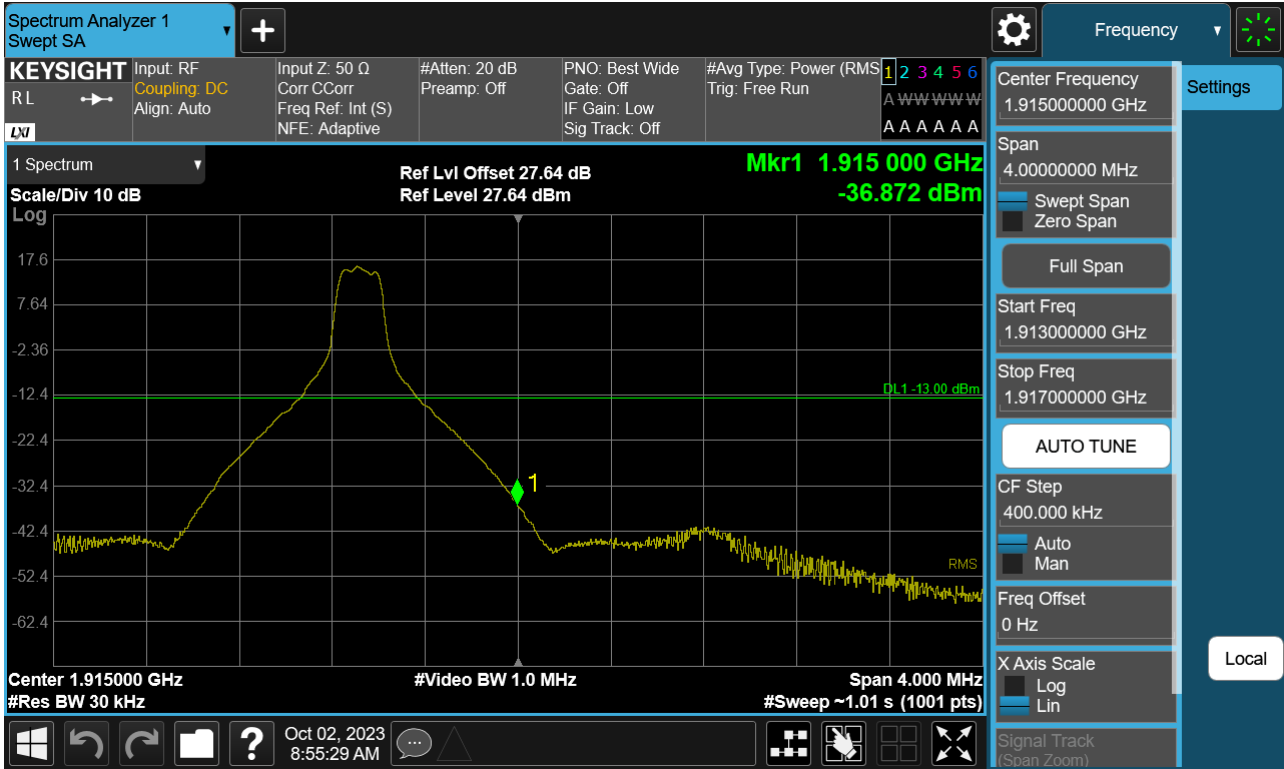 Spectrum Analyzer 1
Swept SA
+
Frequency
KEYSIGHT
R L
LXI
Input: RF
Coupling: DC
Align: Auto
Input Z: 50 Ω
Corr CCorr
Freq Ref: Int (S)
NFE: Adaptive
#Atten: 20 dB
Preamp: Off
PNO: Best Wide
Gate: Off
IF Gain: Low
Sig Track: Off
#Avg Type: Power (RMS
Trig: Free Run
1 2 3 4 5 6
A W W W W W
A A A A A A
1 Spectrum
Scale/Div 10 dB
Log
Ref Lvl Offset 27.64 dB
Ref Level 27.64 dBm
Mkr1 1.915 000 GHz
-36.872 dBm
17.6
7.64
-2.36
-12.4
-22.4
-32.4
-42.4
-52.4
-62.4
DL1 -13.00 dBm
1
RMS
Center 1.915000 GHz
#Video BW 1.0 MHz
Span 4.000 MHz
#Res BW 30 kHz
#Sweep ~1.01 s (1001 pts)
Center Frequency
1.915000000 GHz
Span
4.00000000 MHz
Swept Span
Zero Span
Full Span
Start Freq
1.913000000 GHz
Stop Freq
1.917000000 GHz
AUTO TUNE
CF Step
400.000 kHz
Auto
Man
Freq Offset
0 Hz
X Axis Scale
Log
Lin
Signal Track
(Span Zoom)
Settings
Local
?
Oct 02, 2023
8:55:29 AM